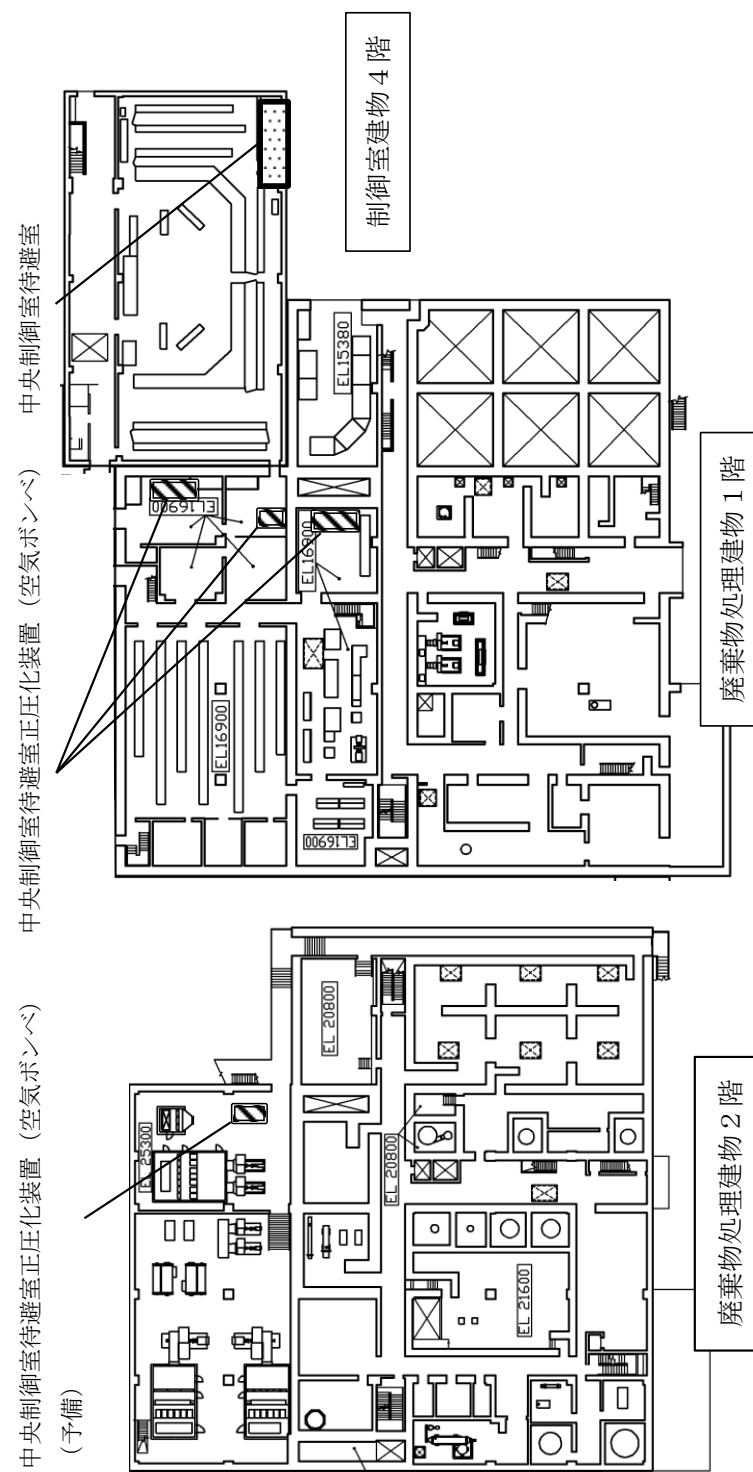 中央制御室待避室
中央制御室待避室正圧化装置（空気ボンベ）
中央制御室待避室正圧化装置（空気ボンベ）
（予備）
制御室建物4階
廃棄物処理建物1階
廃棄物処理建物2階
EL15380
EL16900
EL16900
EL16900
EL16900
EL 20800
EL 25300
EL 20800
EL 21600